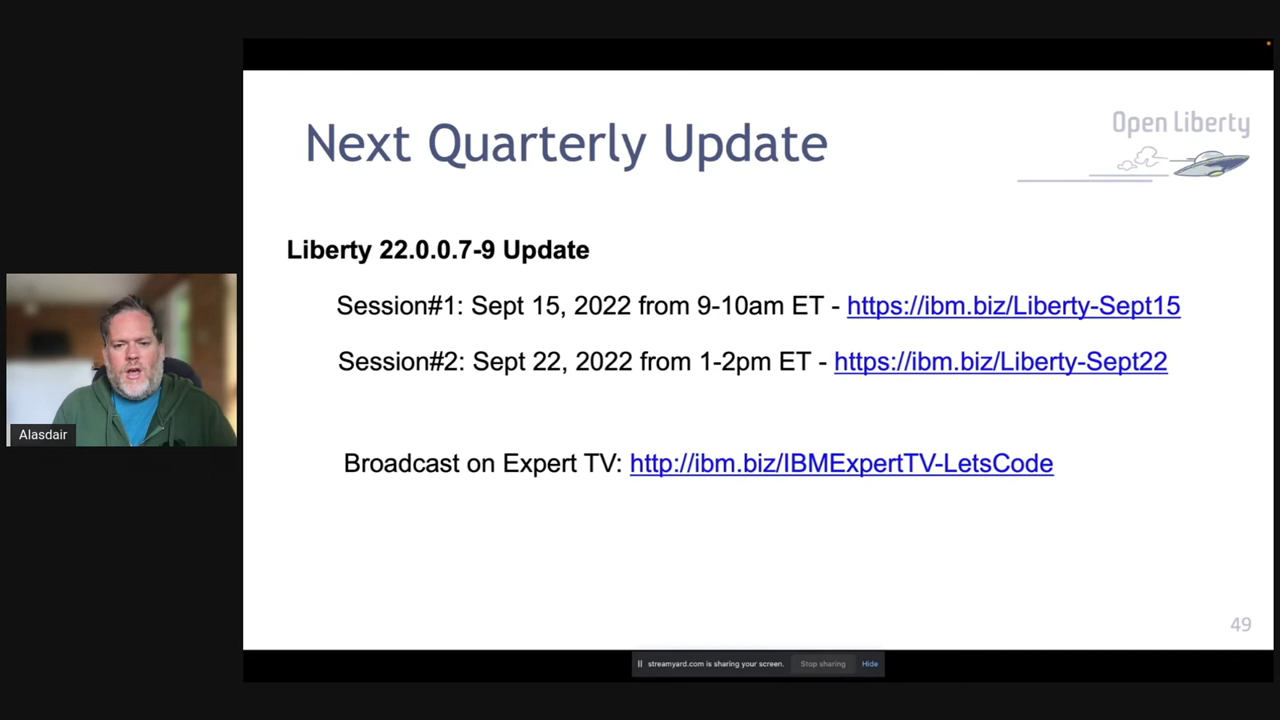 Open Liberty
Next Quarterly Update
Liberty 22.0.0.7-9 Update
Session#1: Sept 15, 2022 from 9-10am ET - https://ibm.biz/Liberty-Sept15
Session#2: Sept 22, 2022 from 1-2pm ET - https://ibm.biz/Liberty-Sept22
Alasdair
Broadcast on Expert TV: http://ibm.biz/IBMExpertTV-LetsCode
49
streamyard.com is sharing your screen. Stop sharing Hide